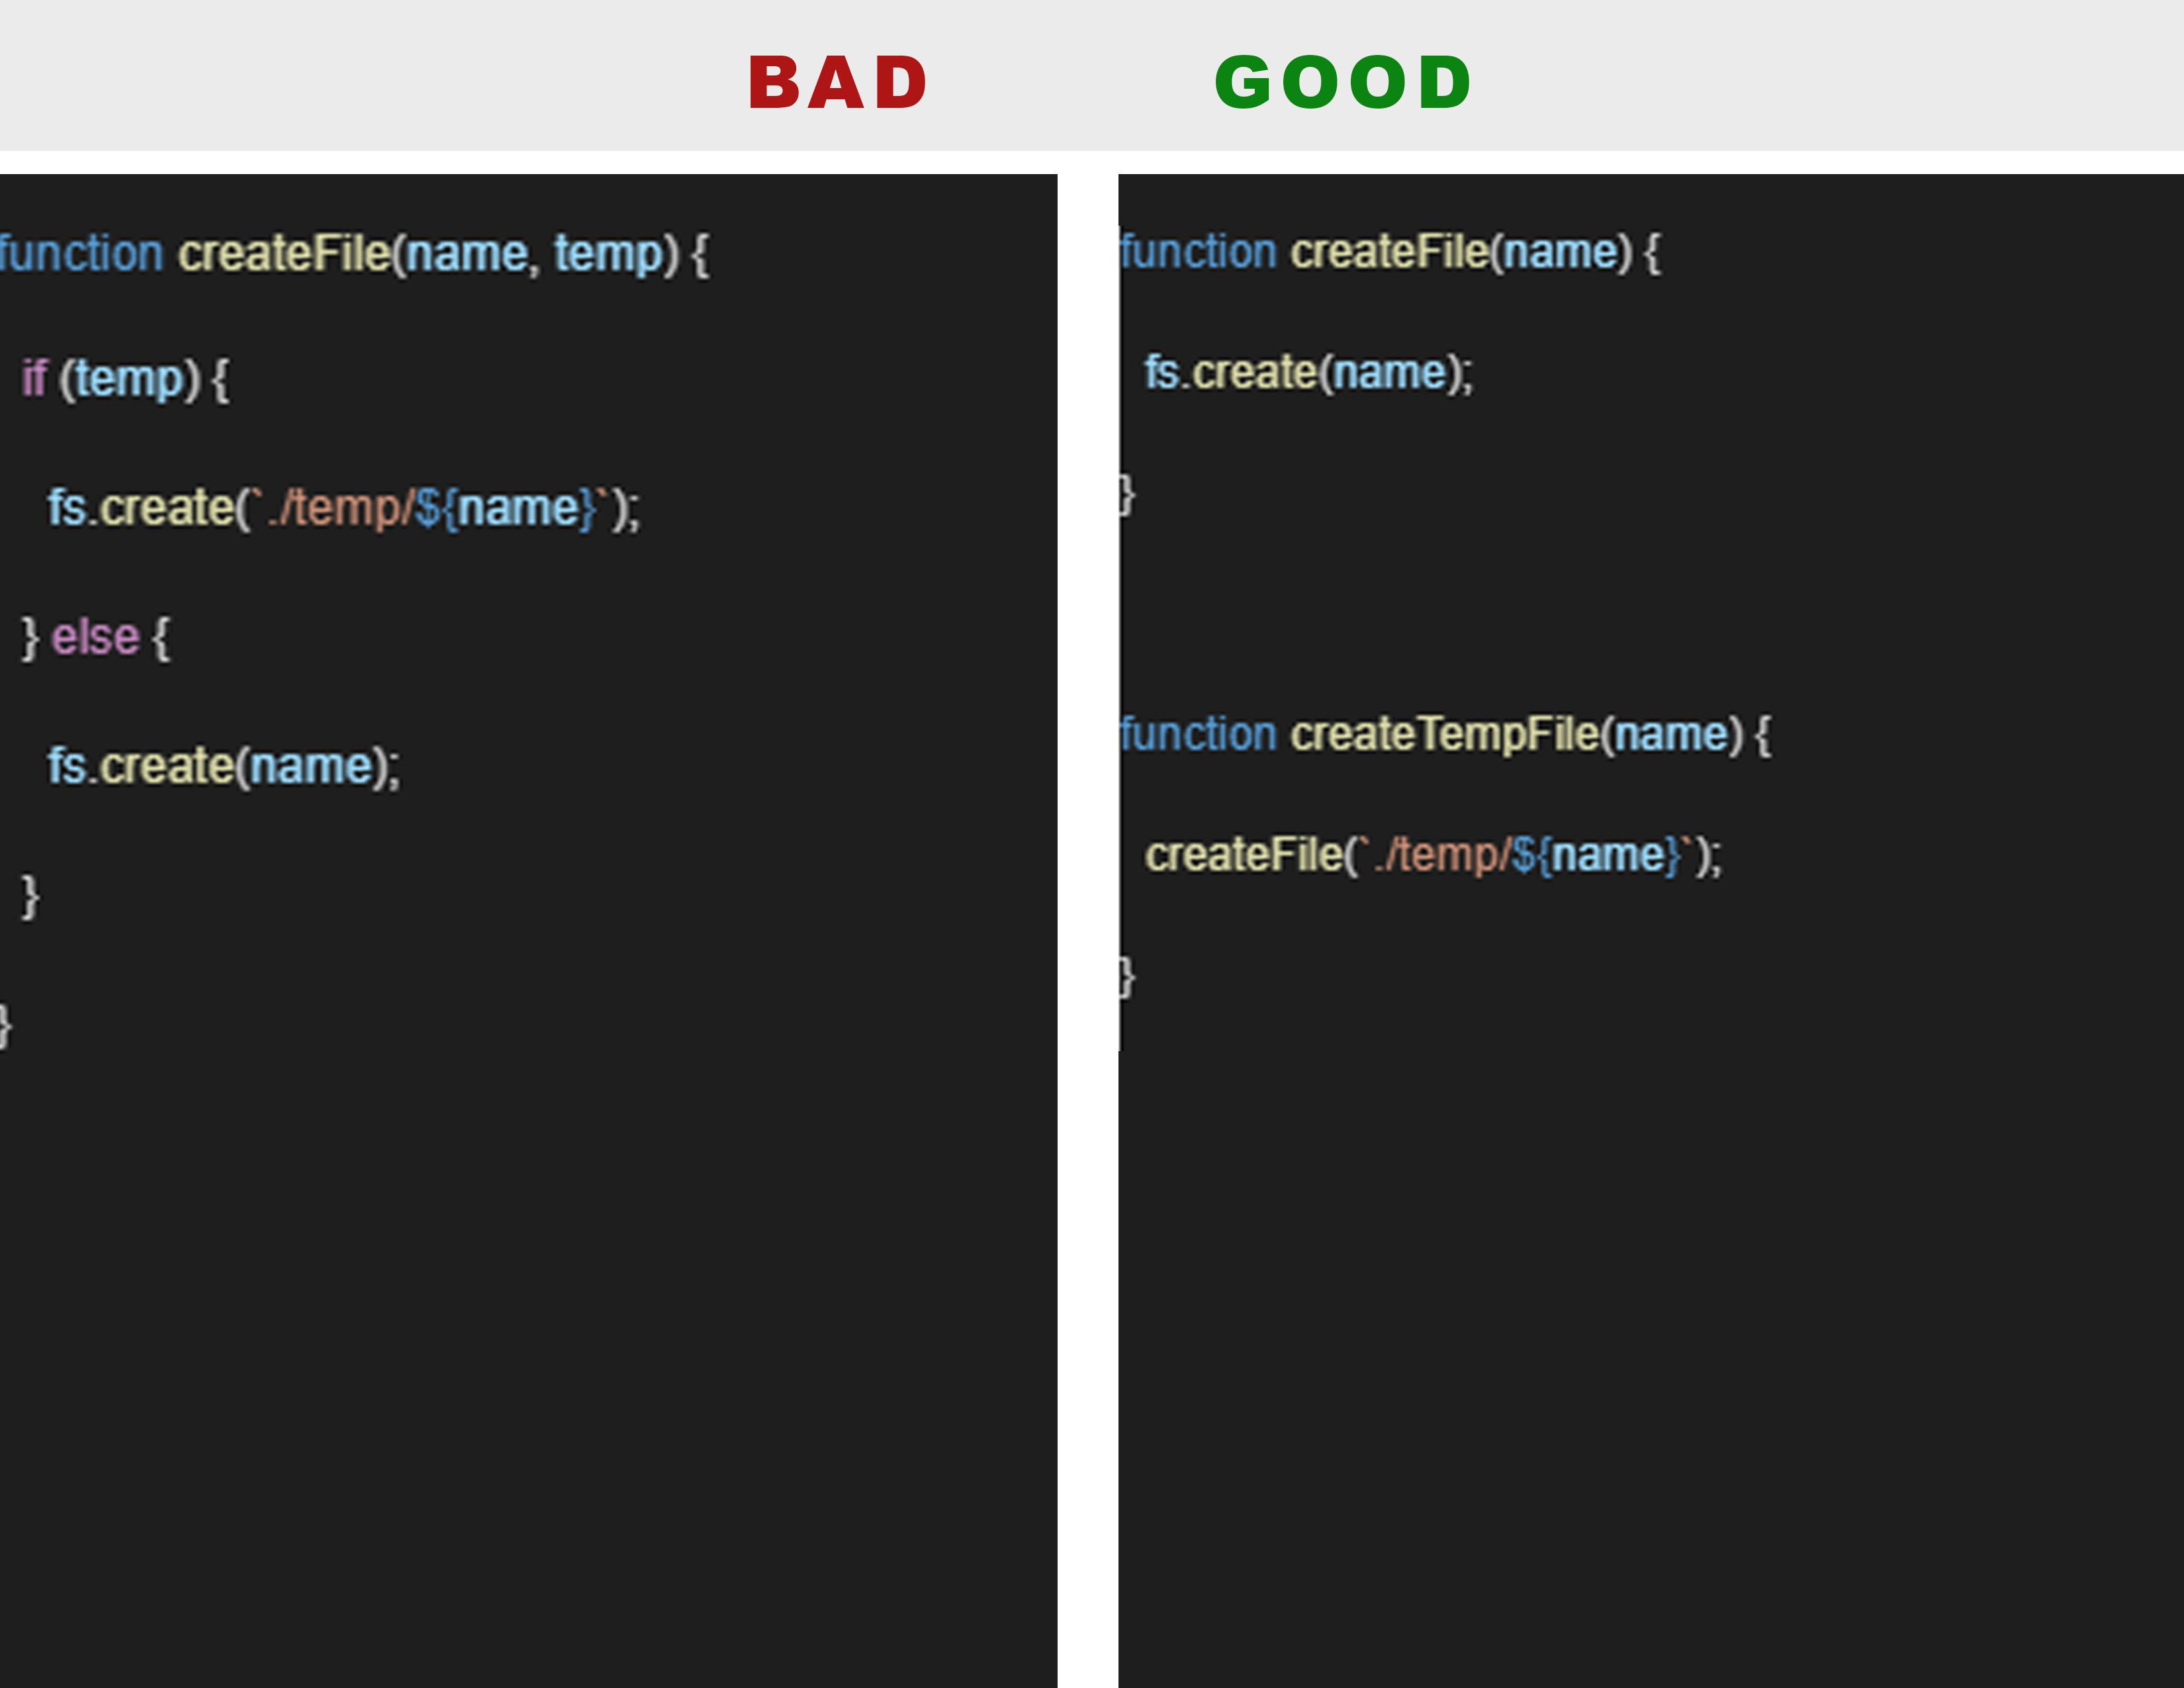 BAD
GOOD
function createFile(name, temp) {
if (temp) {
fs.create(`./temp/${name}`);
} else {
fs.create(name);
}
}
function createFile(name) {
fs.create(name);
}
function createTempFile(name) {
createFile(`./temp/${name}`);
}